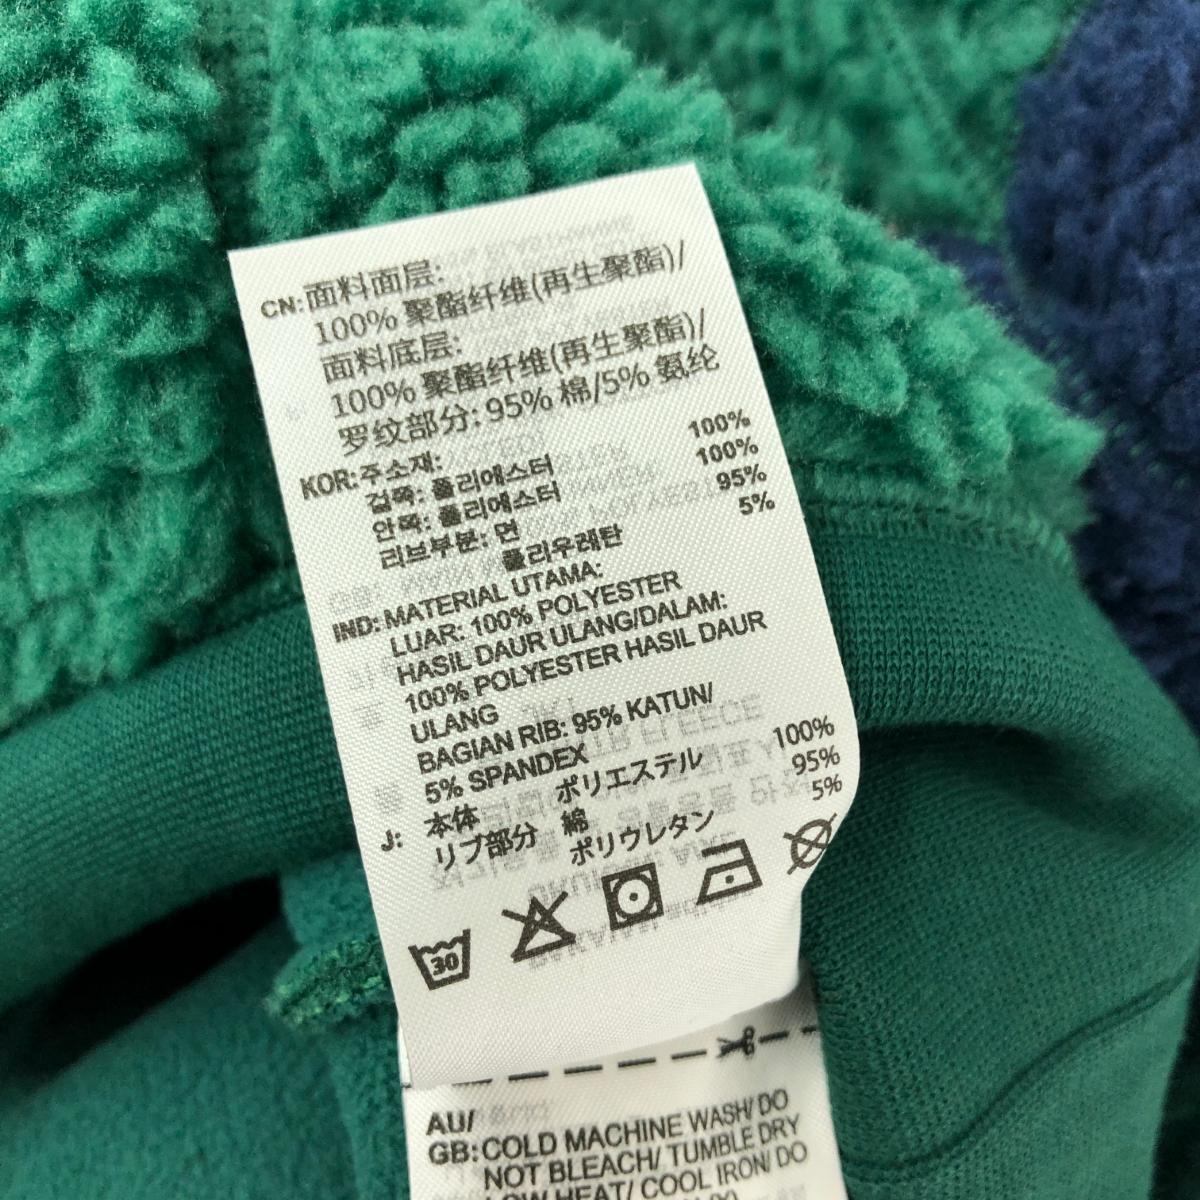 CN: 面料面层:
100% 聚酯纤维(再生聚酯)/
面料底层:
100% 聚酯纤维(再生聚酯)/
罗纹部分: 95% 棉/5% 氨纶
KOR: 주소재:
겉쪽: 폴리에스터 100%
안쪽: 폴리에스터 100%
리브부분: 면 95%
폴리우레탄 5%
IND: MATERIAL UTAMA:
LUAR: 100% POLYESTER
HASIL DAUR ULANG/DALAM:
100% POLYESTER HASIL DAUR
ULANG
BAGIAN RIB: 95% KATUN/
5% SPANDEX
J: 本体 ポリエステル 100%
リブ部分 綿 95%
ポリウレタン 5%
30
AU/
GB: COLD MACHINE WASH/ DO
NOT BLEACH/ TUMBLE DRY
LOW HEAT/ COOL IRON/ DO